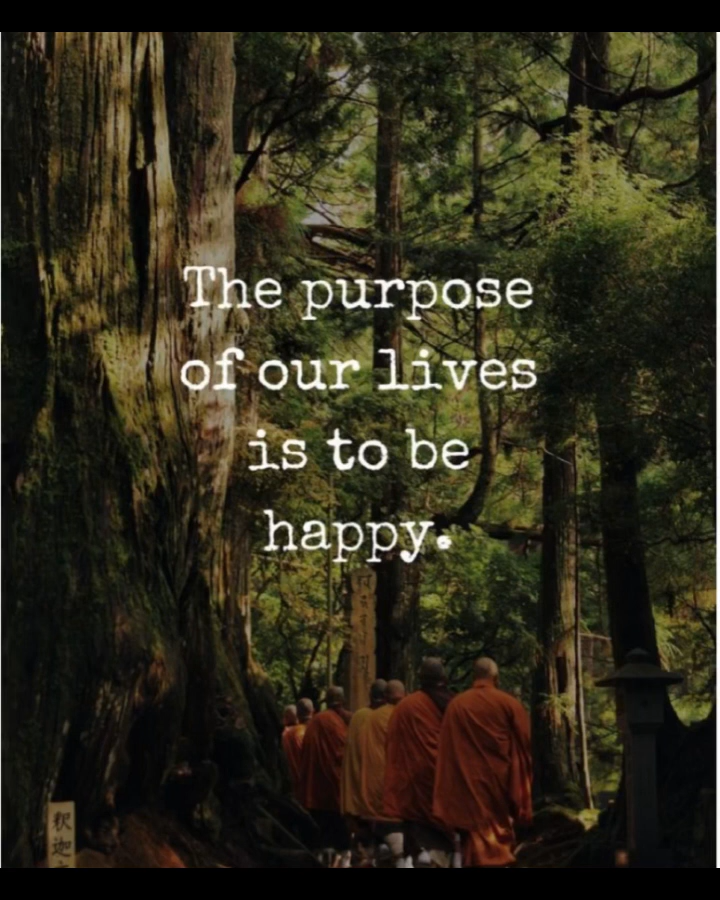 The purpose
of our lives
is to be
happy.
釈
迦